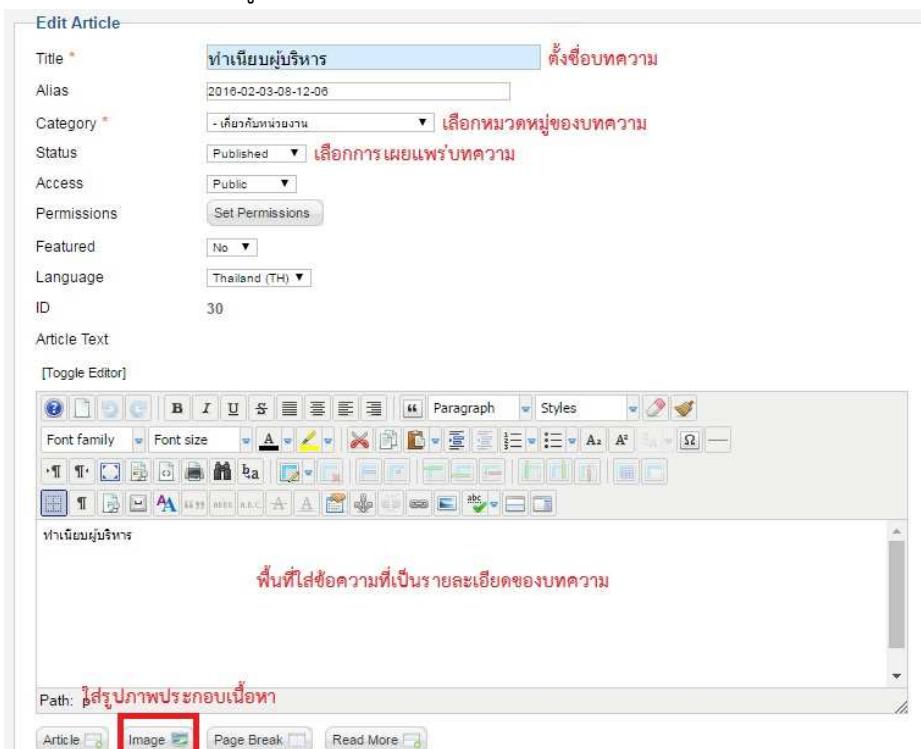 Edit Article
Title * ทำเนียบผู้บริหาร ตั้งชื่อบทความ
Alias 2016-02-03-08-12-06
Category * - เกี่ยวกับหน่วยงาน เลือกหมวดหมู่ของบทความ
Status Published เลือกการเผยแพร่บทความ
Access Public
Permissions Set Permissions
Featured No
Language Thailand (TH)
ID 30
Article Text
[Toggle Editor]
B I U S Paragraph Styles
Font family Font size A A₂ A² Ω
ทำเนียบผู้บริหาร
พื้นที่ใส่ข้อความที่เป็นรายละเอียดของบทความ
Path: p ใส่รูปภาพประกอบเนื้อหา
Article Image Page Break Read More